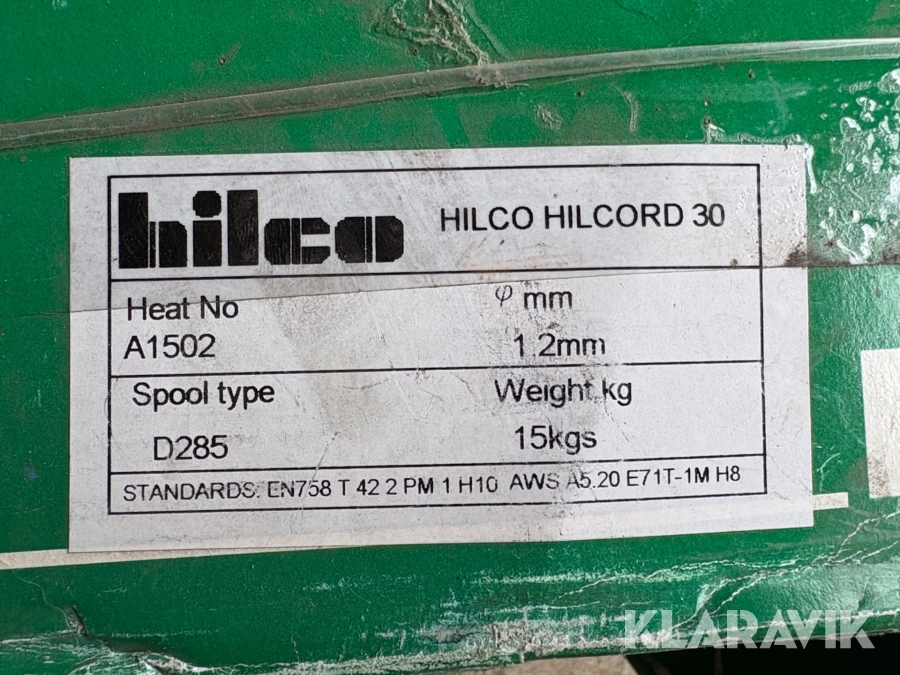 hilco HILCO HILCORD 30
Heat No φ mm
A1502 1.2mm
Spool type Weight kg
D285 15kgs
STANDARDS: EN758 T 42 2 PM 1 H10 AWS A5.20 E71T-1M H8
KLARAVIK